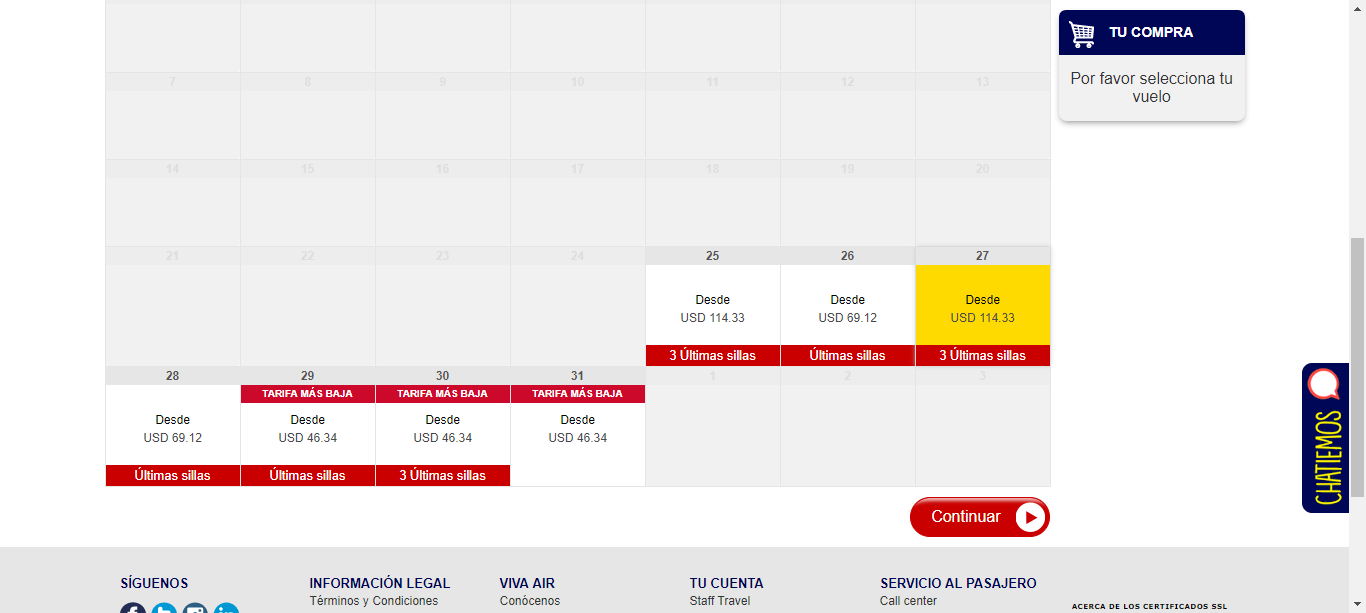 TU COMPRA
Por favor selecciona tu
vuelo
7 8 9 10 11 12 13
14 15 16 17 18 19 20
21 22 23 24 25 26 27
Desde Desde Desde
USD 114.33 USD 69.12 USD 114.33
3 Últimas sillas Últimas sillas 3 Últimas sillas
28 29 30 31 1 2 3
TARIFA MÁS BAJA TARIFA MÁS BAJA TARIFA MÁS BAJA
Desde Desde Desde Desde
USD 69.12 USD 46.34 USD 46.34 USD 46.34
Últimas sillas Últimas sillas 3 Últimas sillas
CHATIEMOS
Continuar
SÍGUENOS INFORMACIÓN LEGAL VIVA AIR TU CUENTA SERVICIO AL PASAJERO
Términos y Condiciones Conócenos Staff Travel Call center
ACERCA DE LOS CERTIFICADOS SSL